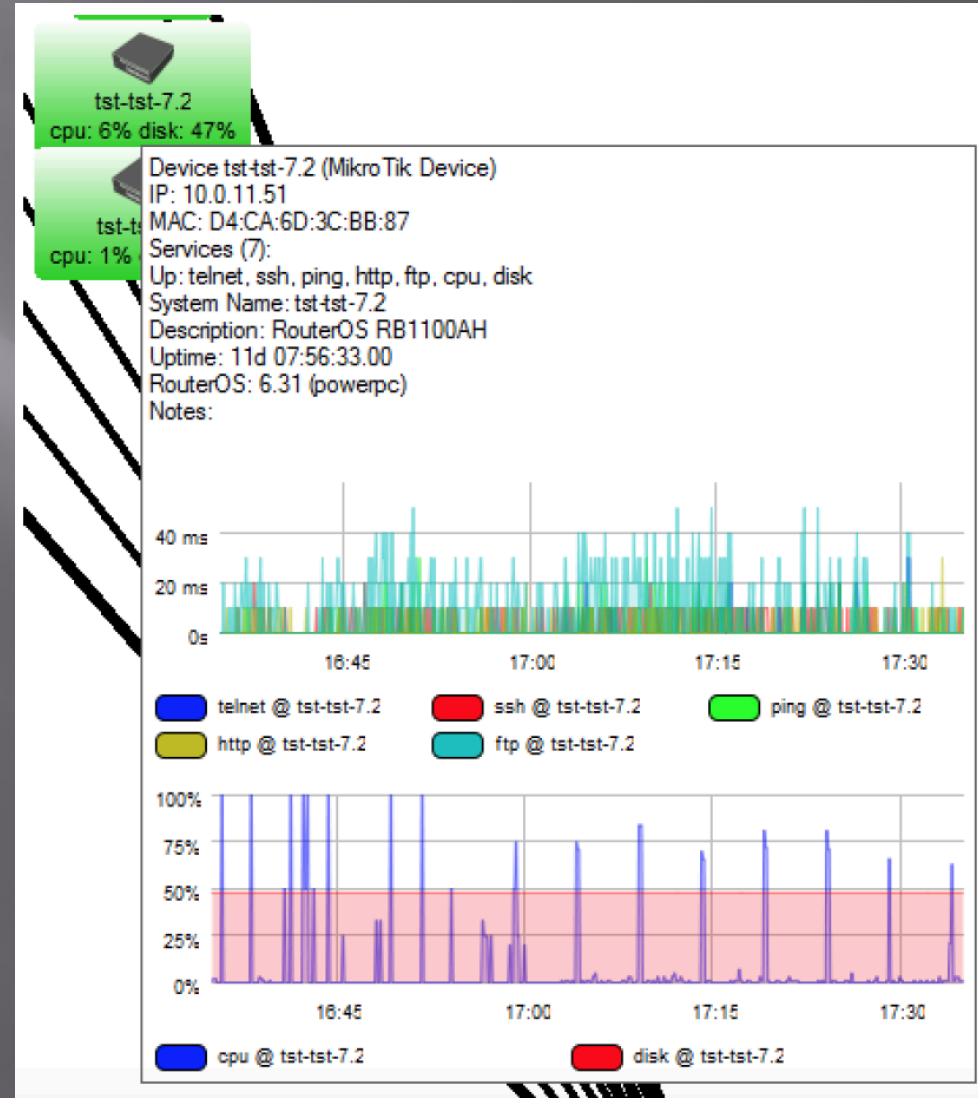 tst-tst-7.2
cpu: 6% disk: 47%
cpu: 1%
Device tst-tst-7.2 (MikroTik Device)
IP: 10.0.11.51
MAC: D4:CA:6D:3C:BB:87
Services (7):
Up: telnet, ssh, ping, http, ftp, cpu, disk
System Name: tst-tst-7.2
Description: RouterOS RB1100AH
Uptime: 11d 07:56:33.00
RouterOS: 6.31 (powerpc)
Notes:
40 ms
20 ms
0s
16:45 17:00 17:15 17:30
telnet @ tst-tst-7.2 ssh @ tst-tst-7.2 ping @ tst-tst-7.2
http @ tst-tst-7.2 ftp @ tst-tst-7.2
100%
75%
50%
25%
0%
16:45 17:00 17:15 17:30
cpu @ tst-tst-7.2 disk @ tst-tst-7.2